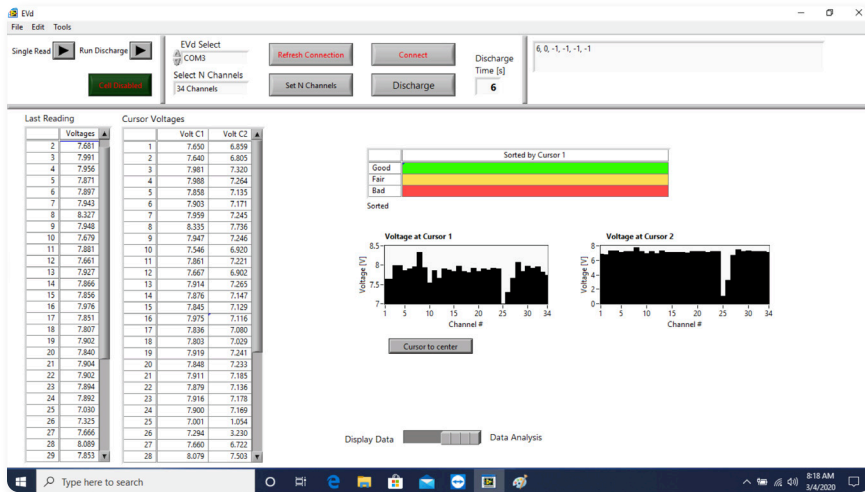 EVd
File Edit Tools
Single Read Run Discharge
Cell Disabled
EVd Select
COM3
Select N Channels
34 Channels
Refresh Connection
Set N Channels
Connect
Discharge
Discharge
Time [s]
6
6, 0, -1, -1, -1, -1
Last Reading
Voltages
2 7.681
3 7.991
4 7.956
5 7.871
6 7.897
7 7.943
8 8.327
9 7.948
10 7.679
11 7.881
12 7.661
13 7.927
14 7.866
15 7.856
16 7.976
17 7.851
18 7.807
19 7.902
20 7.840
21 7.904
22 7.902
23 7.894
24 7.892
25 7.030
26 7.325
27 7.666
28 8.089
29 7.853
Cursor Voltages
Volt C1 Volt C2
1 7.650 6.859
2 7.640 6.805
3 7.981 7.320
4 7.988 7.264
5 7.858 7.135
6 7.903 7.171
7 7.959 7.245
8 8.335 7.736
9 7.947 7.246
10 7.546 6.920
11 7.861 7.221
12 7.667 6.902
13 7.914 7.265
14 7.876 7.147
15 7.845 7.129
16 7.975 7.116
17 7.836 7.080
18 7.803 7.029
19 7.919 7.241
20 7.848 7.233
21 7.911 7.185
22 7.879 7.136
23 7.916 7.178
24 7.900 7.169
25 7.001 1.054
26 7.294 3.230
27 7.660 6.722
28 8.079 7.503
Sorted by Cursor 1
Good
Fair
Bad
Sorted
Voltage at Cursor 1
Voltage [V]
8.5
8
7.5
7
1 5 10 15 20 25 30 34
Channel #
Voltage at Cursor 2
Voltage [V]
8
6
4
2
0
1 5 10 15 20 25 30 34
Channel #
Cursor to center
Display Data Data Analysis
Type here to search
8:18 AM
3/4/2020